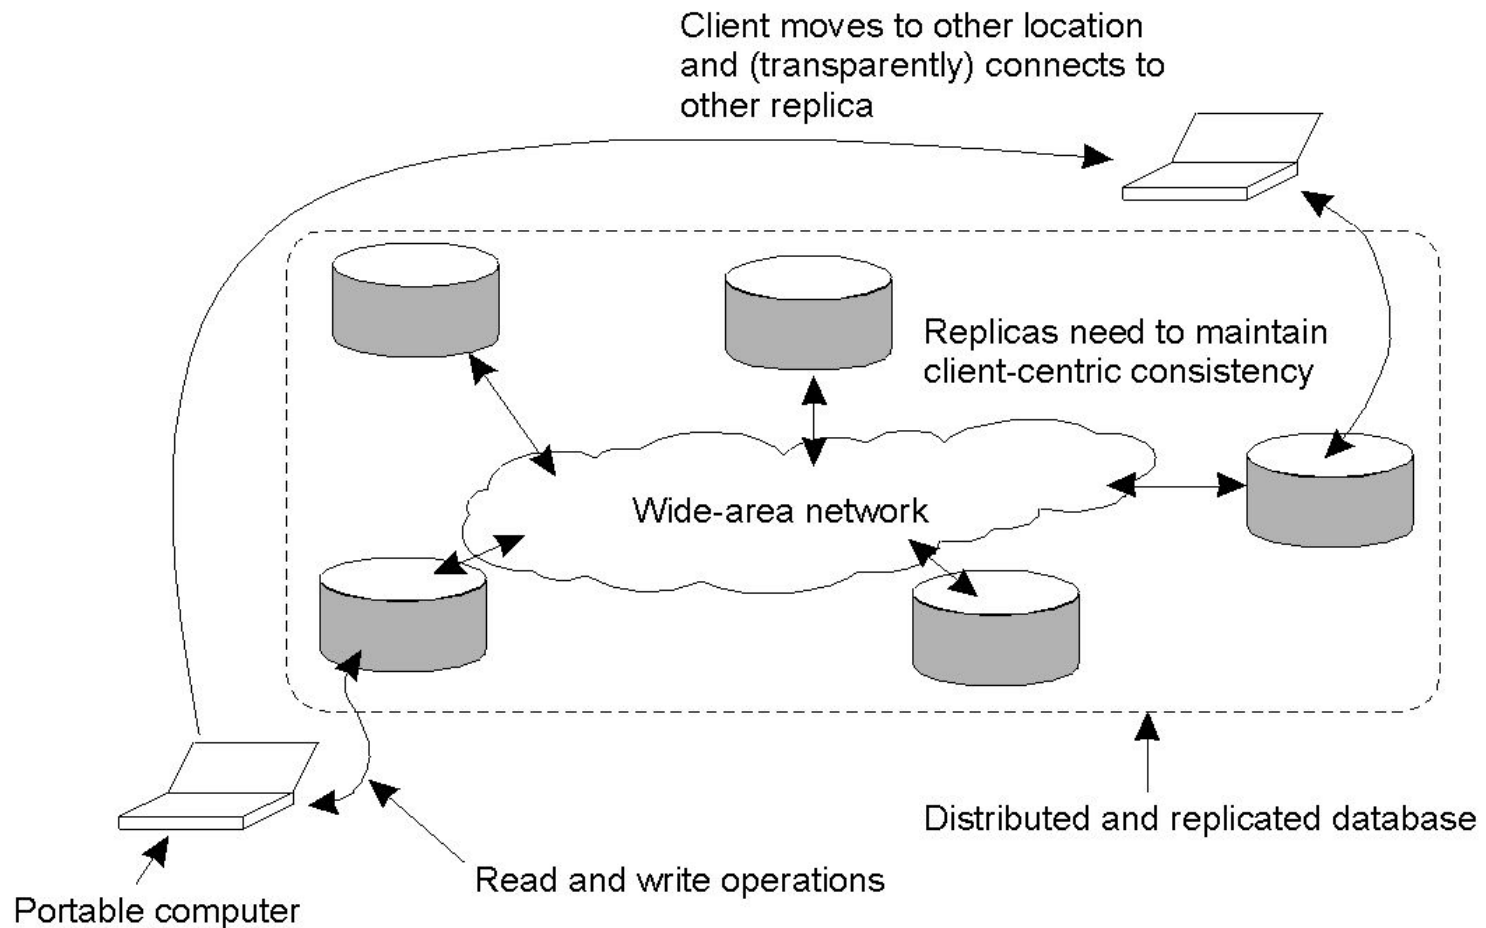 Client moves to other location
and (transparently) connects to
other replica
Replicas need to maintain
client-centric consistency
Wide-area network
Distributed and replicated database
Read and write operations
Portable computer